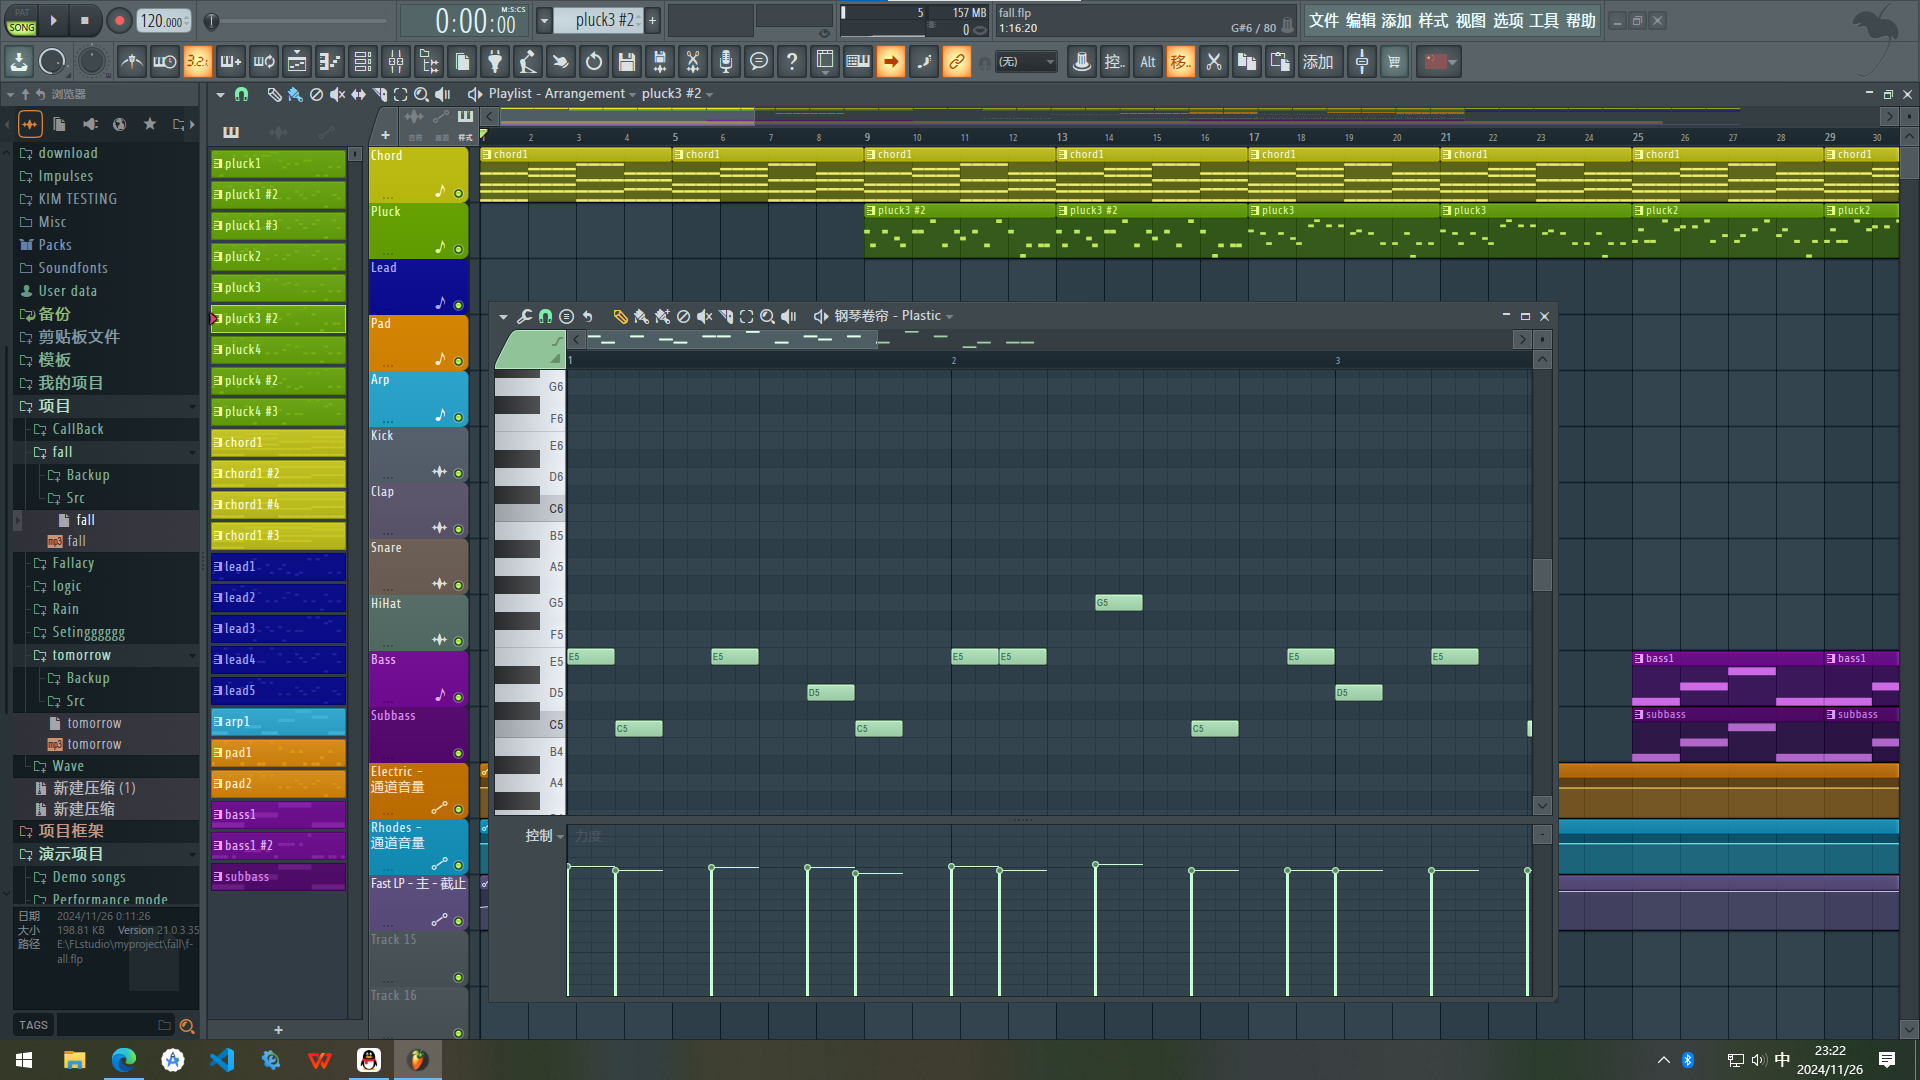 PAT
SONG
120.000
0:00:00
M:S:CS
pluck3 #2
+
5
157 MB
0
fall.flp
1:16:20
G#6 / 80
文件 编辑 添加 样式 视图 选项 工具 帮助
3.2.
(无)
控..
Alt
移..
添加
浏览器
Playlist - Arrangement
pluck3 #2
download
Impulses
KIM TESTING
Misc
Packs
Soundfonts
User data
备份
剪贴板文件
模板
我的项目
项目
CallBack
fall
Backup
Src
fall
mp3 fall
Fallacy
logic
Rain
Setingggggg
tomorrow
Backup
Src
tomorrow
mp3 tomorrow
Wave
新建压缩 (1)
新建压缩
项目框架
演示项目
Demo songs
Performance mode
日期 2024/11/26 0:11:26
大小 198.81 KB Version 21.0.3.35
路径 E:\FLstudio\myproject\fall\f-
all.flp
TAGS
pluck1
pluck1 #2
pluck1 #3
pluck2
pluck3
pluck3 #2
pluck4
pluck4 #2
pluck4 #3
chord1
chord1 #2
chord1 #4
chord1 #3
lead1
lead2
lead3
lead4
lead5
arp1
pad1
pad2
bass1
bass1 #2
subbass
+
+
样式
2 3 4 5 6 7 8 9 10 11 12 13 14 15 16 17 18 19 20 21 22 23 24 25 26 27 28 29 30
Chord
chord1 chord1 chord1 chord1 chord1 chord1 chord1 chord1
Pluck
pluck3 #2 pluck3 #2 pluck3 pluck3 pluck2 pluck2
Lead
Pad
Arp
Kick
Clap
Snare
HiHat
Bass
bass1 bass1
Subbass
subbass subbass
Electric -
通道音量
Rhodes -
通道音量
Fast LP - 主 - 截止
Track 15
Track 16
钢琴卷帘 - Plastic
1 2 3
G6
F6
E6
D6
C6
B5
A5
G5
G5
F5
E5
E5 E5 E5 E5 E5 E5
D5
D5 D5
C5
C5 C5 C5
B4
A4
控制
力度
中
23:22
2024/11/26